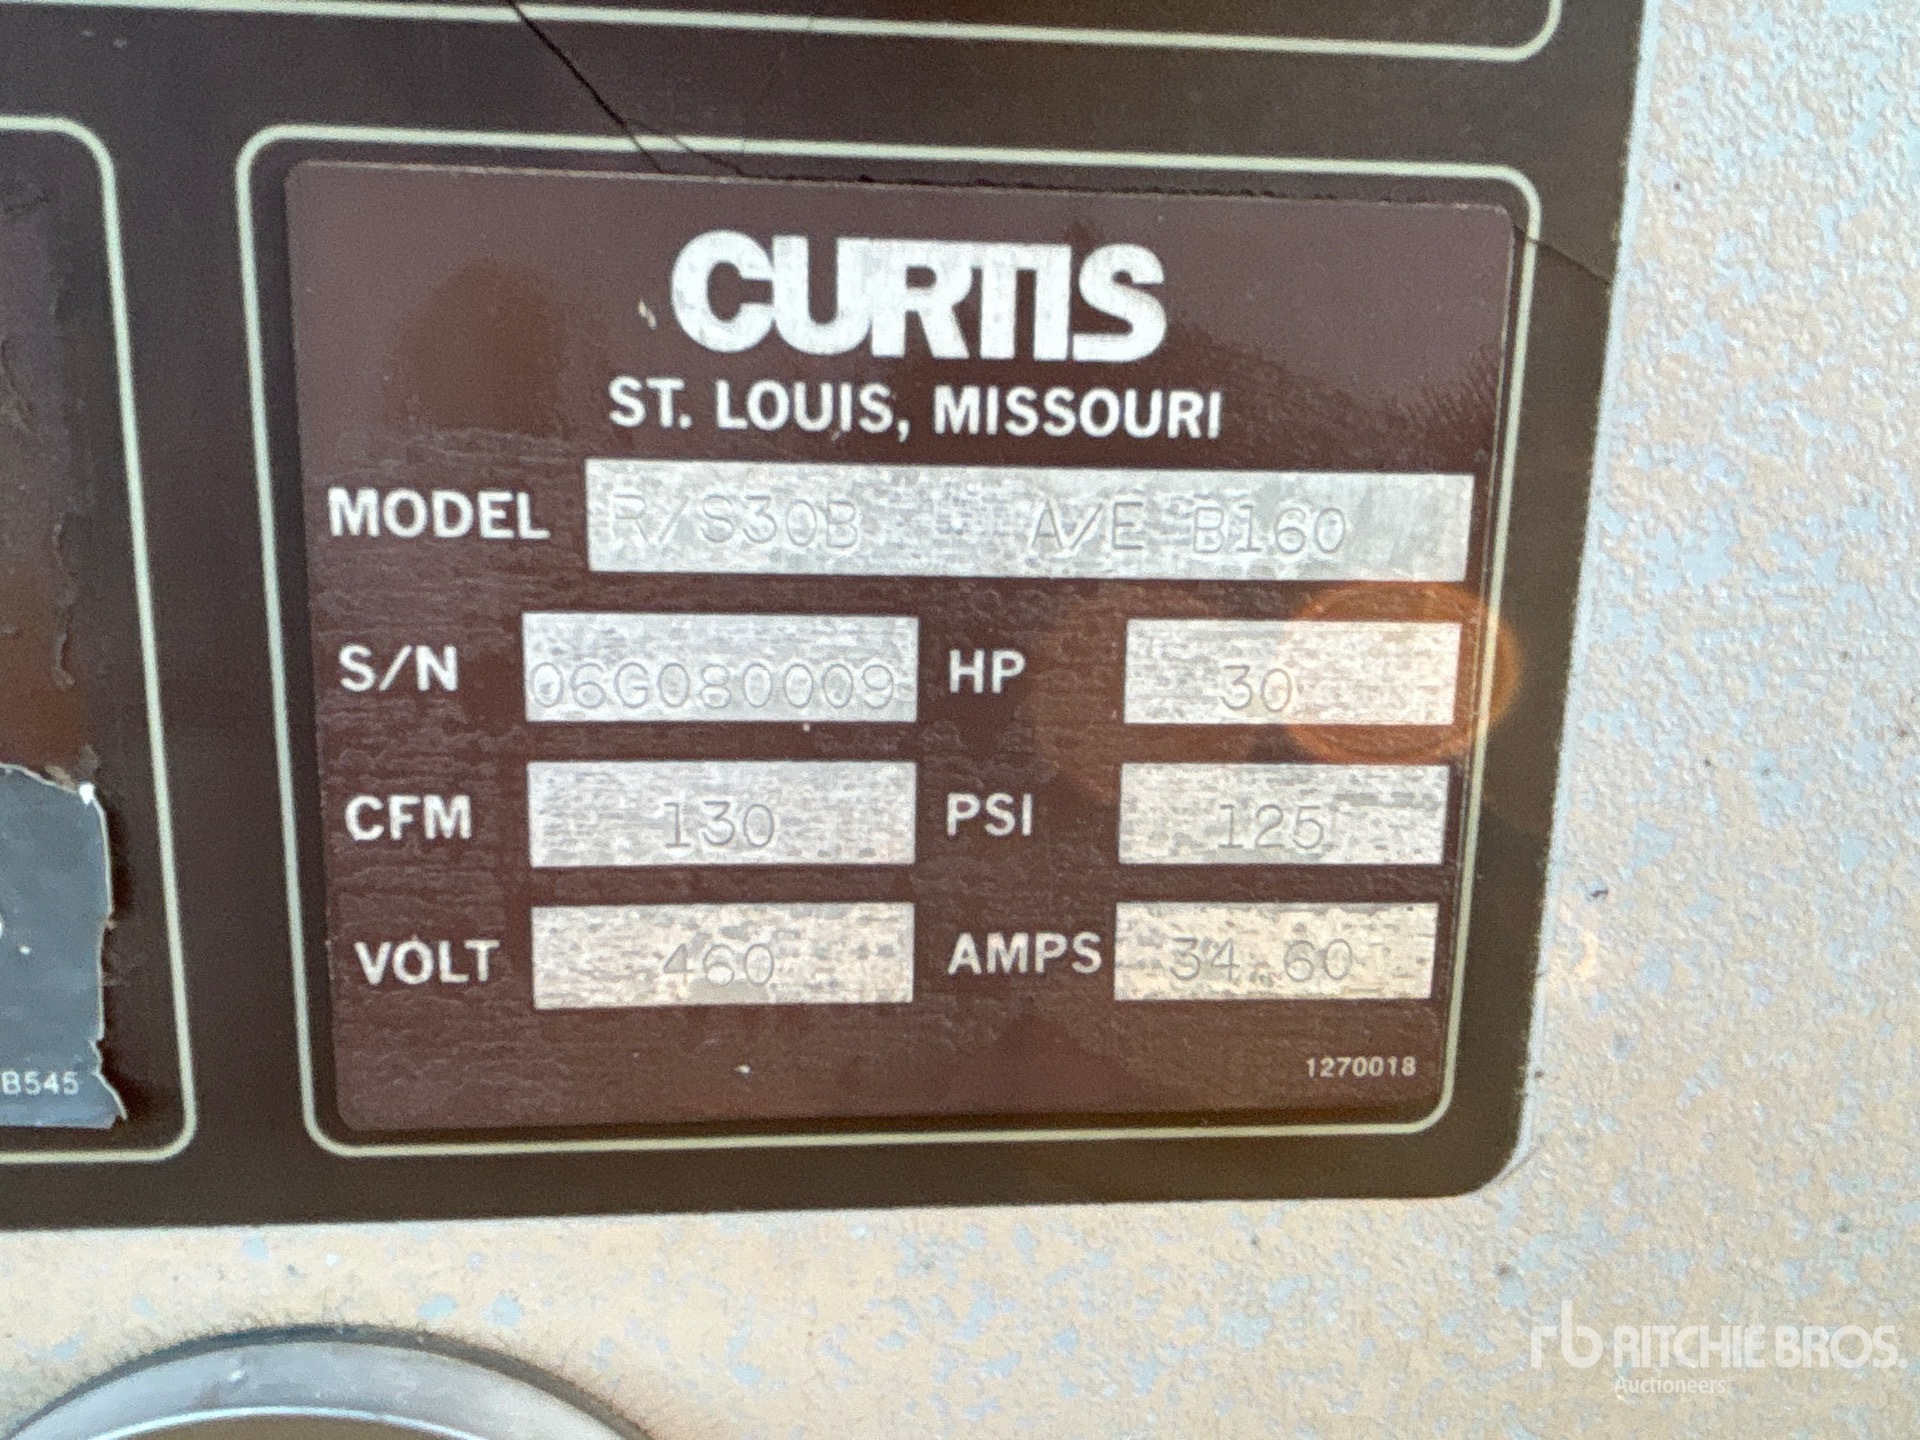 CURTIS
ST. LOUIS, MISSOURI
MODEL R/S30B A/E B160
S/N 06G080009 HP 30
CFM 130 PSI 125
VOLT 460 AMPS 34.60
1270018
B545
rb RITCHIE BROS.
Auctioneers